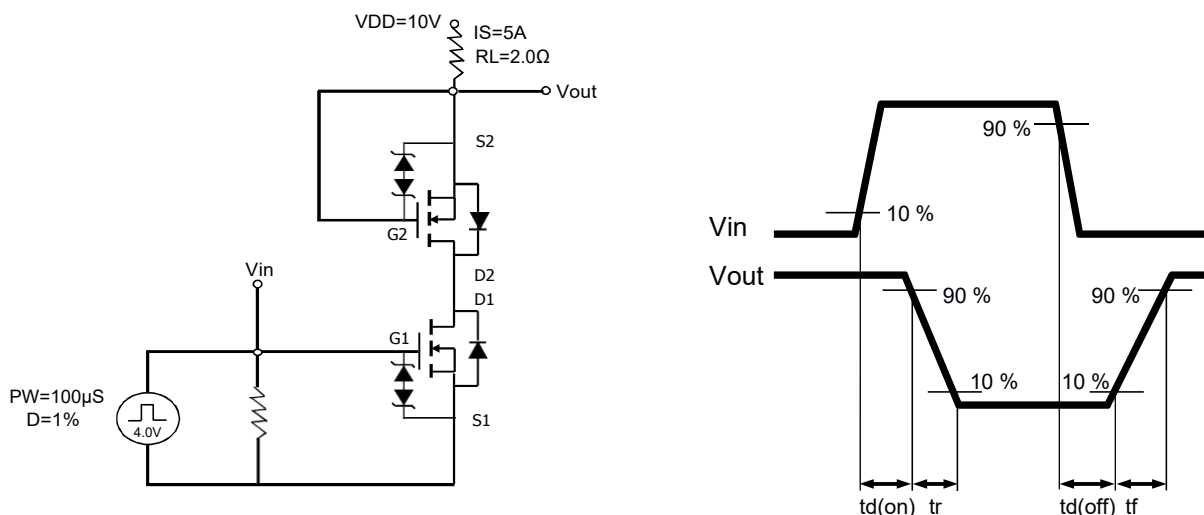 VDD=10V
IS=5A
RL=2.0Ω
Vout
S2
G2
D2
D1
Vin
G1
PW=100μS
D=1%
4.0V
S1
90 %
10 %
Vin
Vout
90 %
90 %
10 %
10 %
td(on) tr
td(off) tf